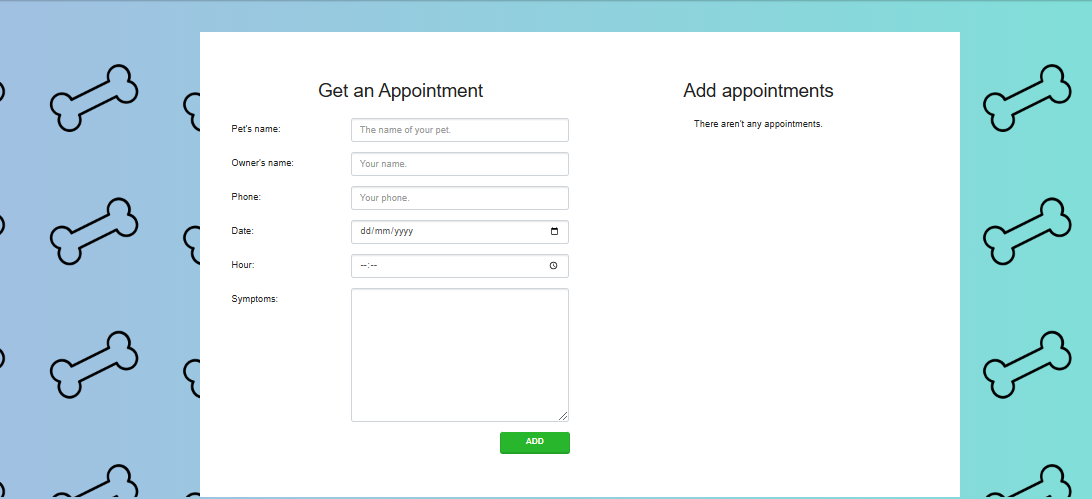 Get an Appointment
Pet's name:
The name of your pet.
Owner's name:
Your name.
Phone:
Your phone.
Date:
dd/mm/yyyy
Hour:
--:--
Symptoms:
ADD
Add appointments
There aren't any appointments.